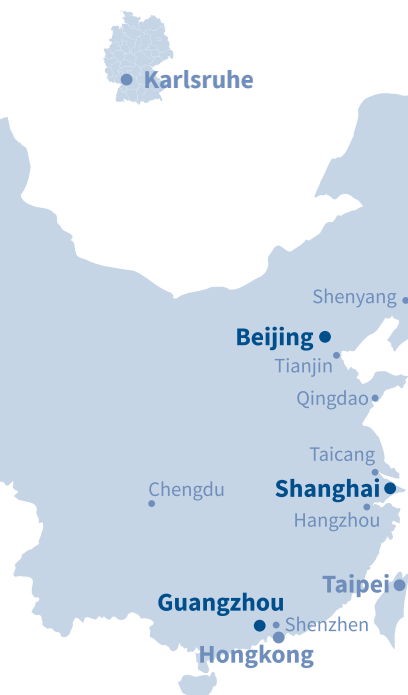 Karlsruhe
Shenyang
Beijing
Tianjin
Qingdao
Taicang
Chengdu
Shanghai
Hangzhou
Taipei
Guangzhou
Shenzhen
Hongkong